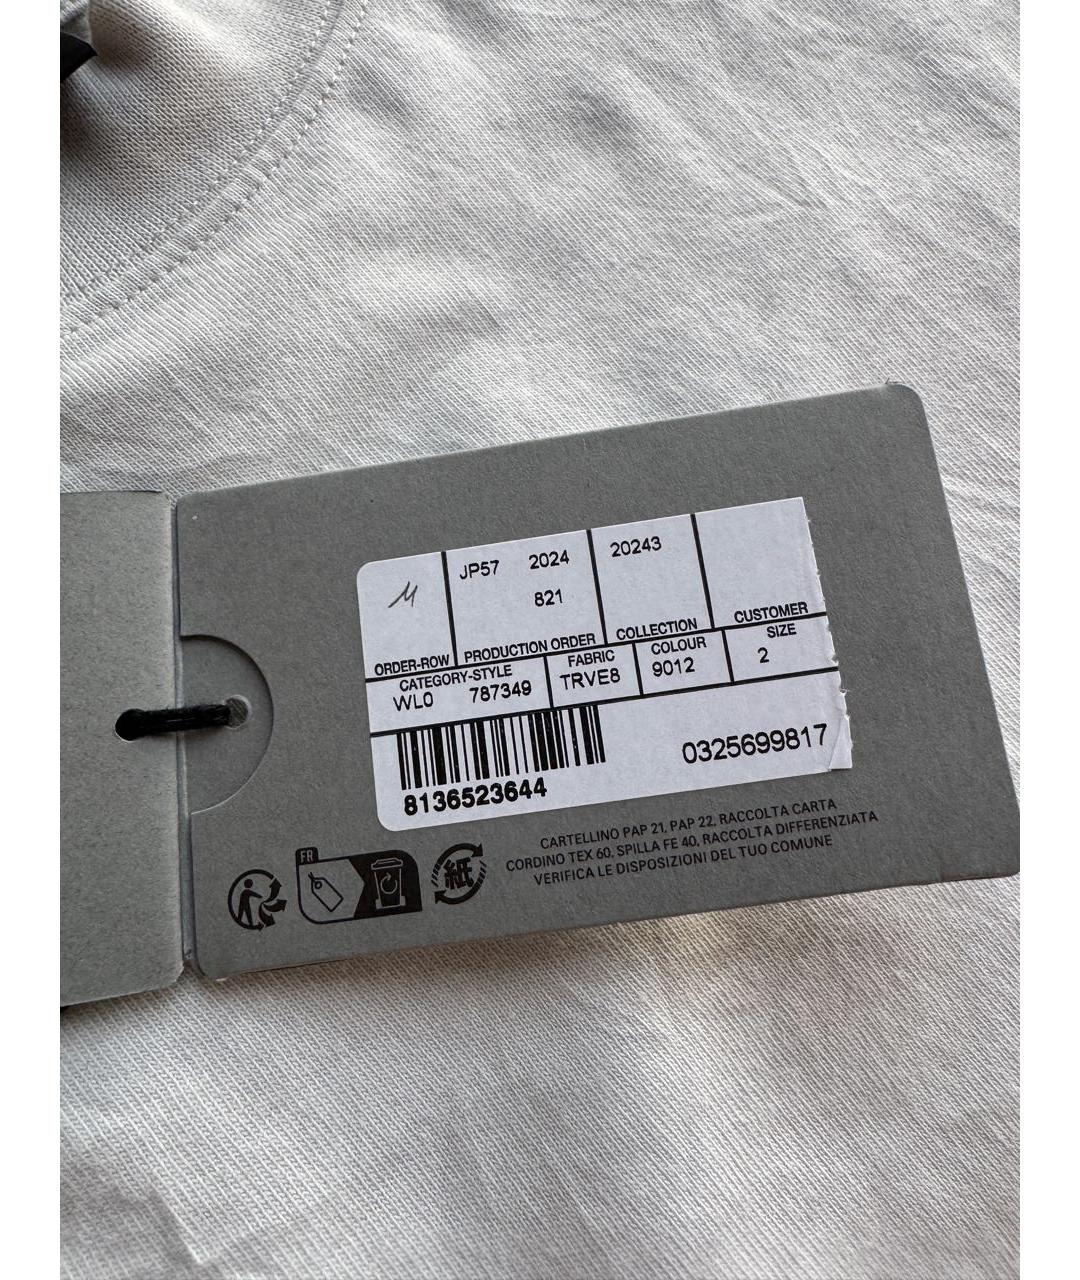 M
JP57 2024
821
20243
ORDER-ROW PRODUCTION ORDER COLLECTION CUSTOMER
CATEGORY-STYLE FABRIC COLOUR SIZE
WL0 787349 TRVE8 9012 2
8136523644
0325699817
FR
紙
CARTELLINO PAP 21, PAP 22, RACCOLTA CARTA
CORDINO TEX 60, SPILLA FE 40, RACCOLTA DIFFERENZIATA
VERIFICA LE DISPOSIZIONI DEL TUO COMUNE